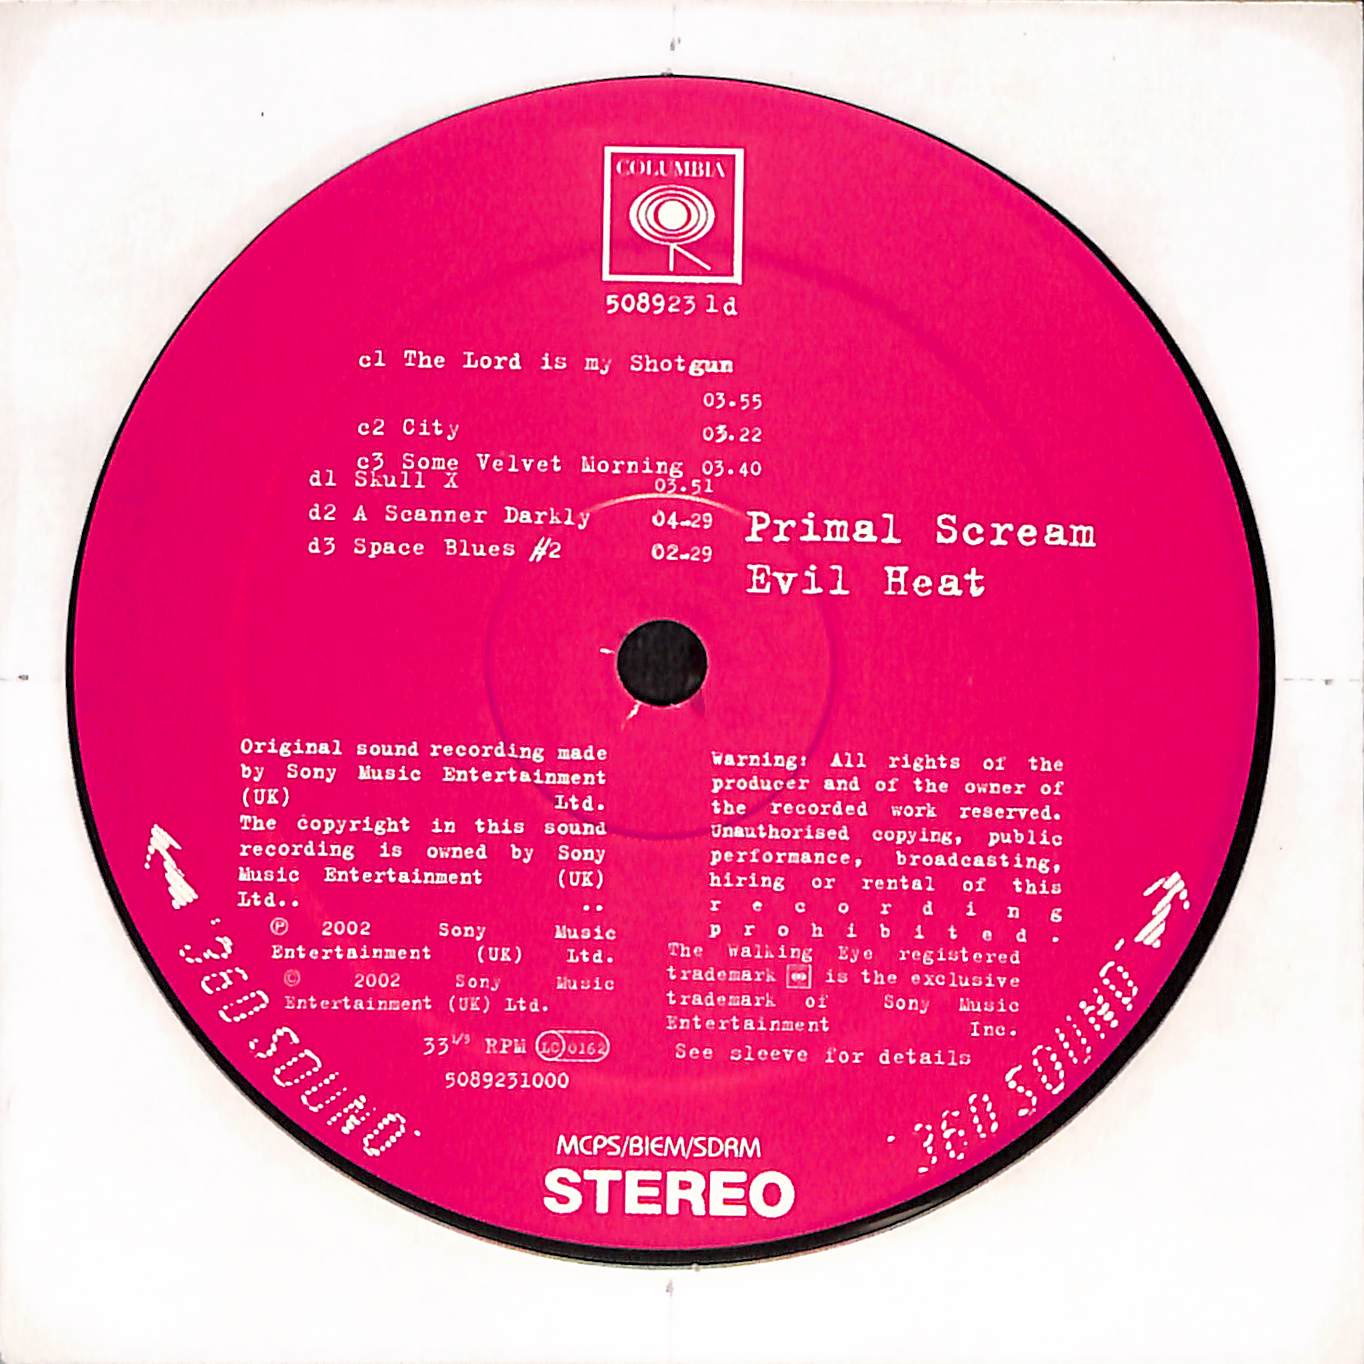 COLUMBIA
508923 1d
c1 The Lord is my Shotgun
03.55
c2 City 03.22
c3 Some Velvet Morning 03.40
d1 Skull X 03.51
d2 A Scanner Darkly 04-29
d3 Space Blues #2 02-29
Primal Scream
Evil Heat
Original sound recording made
by Sony Music Entertainment
(UK) Ltd.
The copyright in this sound
recording is owned by Sony
Music Entertainment (UK)
Ltd.. ..
℗ 2002 Sony Music
Entertainment (UK) Ltd.
© 2002 Sony Music
Entertainment (UK) Ltd.
33 1/3 RPM LC 0162
5089231000
Warning: All rights of the
producer and of the owner of
the recorded work reserved.
Unauthorised copying, public
performance, broadcasting,
hiring or rental of this
r e c o r d i n g
p r o h i b i t e d .
The Walking Eye registered
trademark is the exclusive
trademark of Sony Music
Entertainment Inc.
See sleeve for details
'360 SOUND'
'360 SOUND'
MCPS/BIEM/SDRM
STEREO